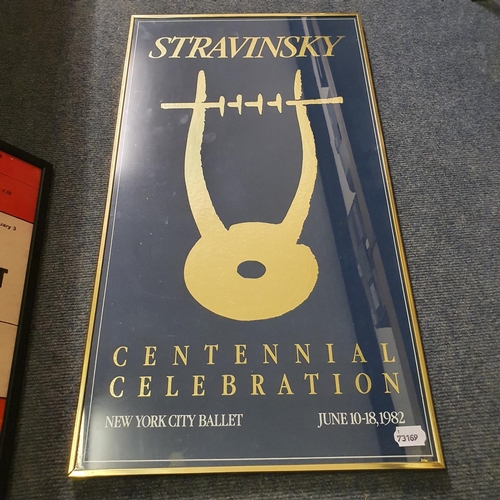 STRAVINSKY
CENTENNIAL
CELEBRATION
NEW YORK CITY BALLET JUNE 10-18, 1982
73169